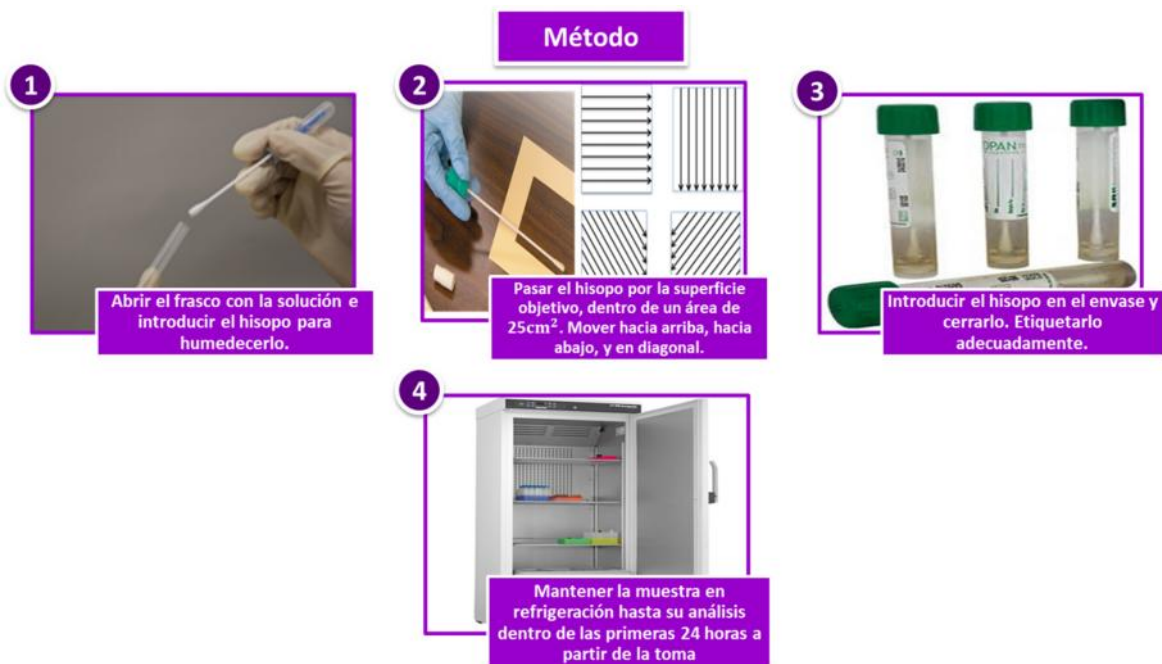 Método
1
Abrir el frasco con la solución e
introducir el hisopo para
humedecerlo.
2
Pasar el hisopo por la superficie
objetivo, dentro de un área de
25cm². Mover hacia arriba, hacia
abajo, y en diagonal.
3
OPAN
Introducir el hisopo en el envase y
cerrarlo. Etiquetarlo
adecuadamente.
4
Mantener la muestra en
refrigeración hasta su análisis
dentro de las primeras 24 horas a
partir de la toma